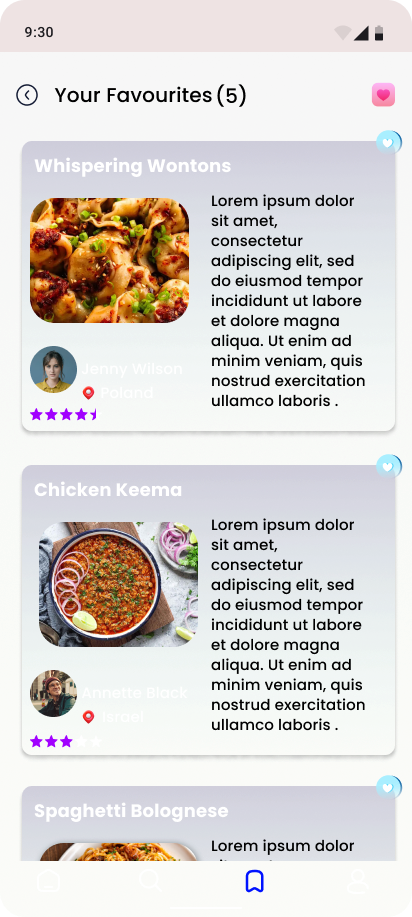 9:30
Your Favourites (5)
Whispering Wontons
Lorem ipsum dolor
sit amet,
consectetur
adipiscing elit, sed
do eiusmod tempor
incididunt ut labore
et dolore magna
aliqua. Ut enim ad
minim veniam, quis
nostrud exercitation
ullamco laboris .
Jenny Wilson
Poland
Chicken Keema
Lorem ipsum dolor
sit amet,
consectetur
adipiscing elit, sed
do eiusmod tempor
incididunt ut labore
et dolore magna
aliqua. Ut enim ad
minim veniam, quis
nostrud exercitation
ullamco laboris .
Annette Black
Israel
Spaghetti Bolognese
Lorem ipsum dolor